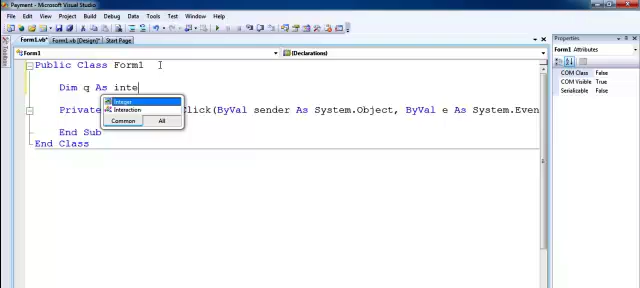 Payment - Microsoft Visual Studio
File Edit View Project Build Debug Data Tools Test Window Help
Form1.vb* Form1.vb [Design]* Start Page
Toolbox
Form1 (Declarations)
Public Class Form1
Dim q As inte
Integer
Interaction
Common All
Private Click(ByVal sender As System.Object, ByVal e As System.Even
End Sub
End Class
Properties
Form1 Attributes
COM Class False
COM Visible True
Serializable False